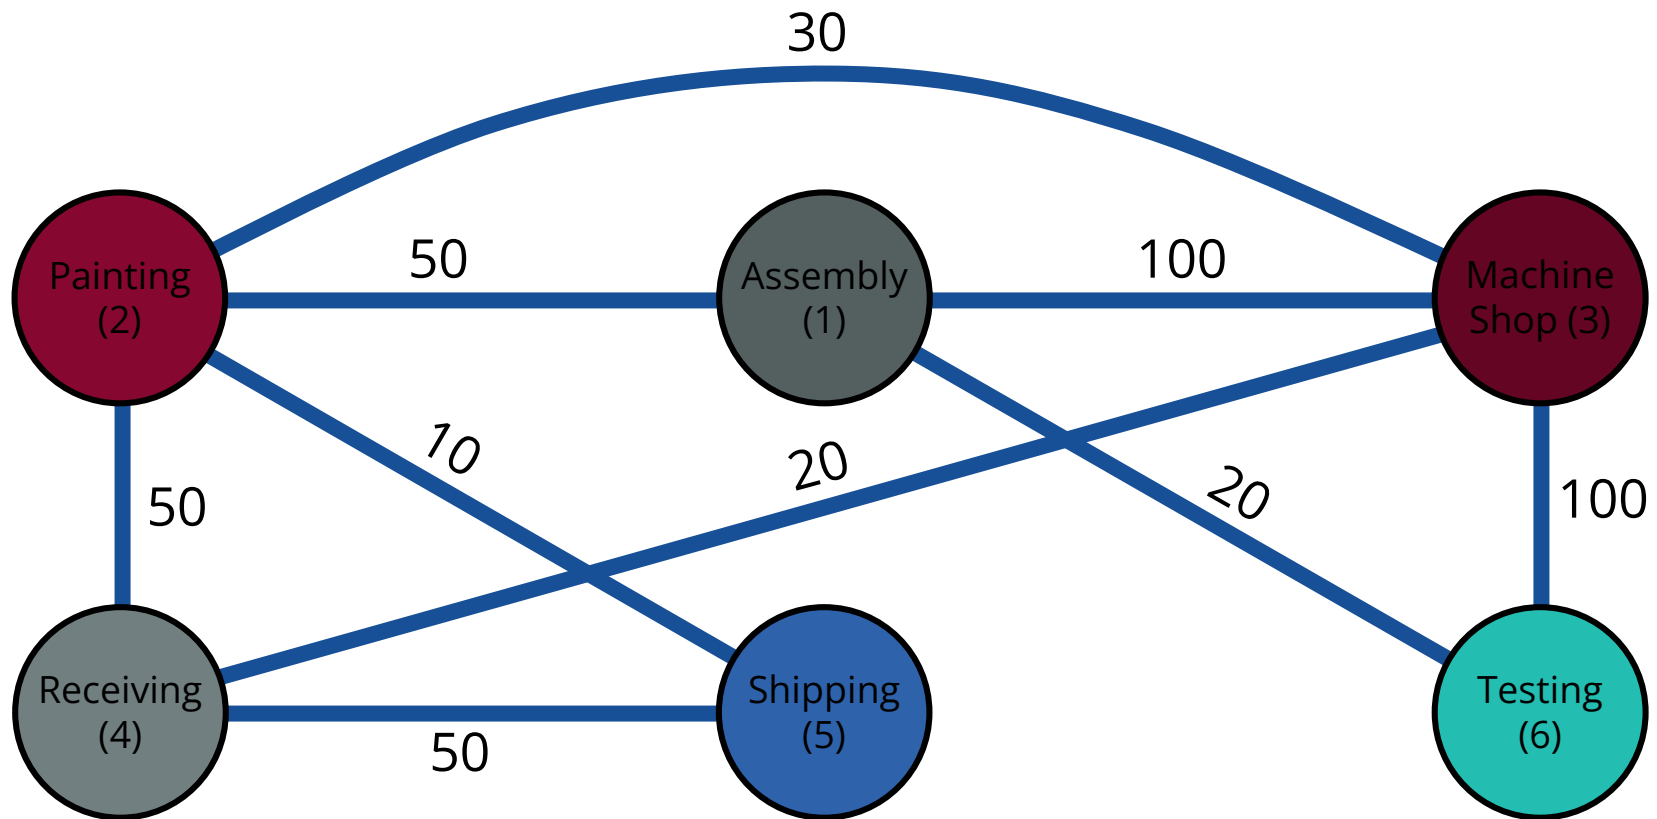 30
50
100
Painting
(2)
Assembly
(1)
Machine
Shop (3)
10
20
20
50
100
Receiving
(4)
Shipping
(5)
Testing
(6)
50